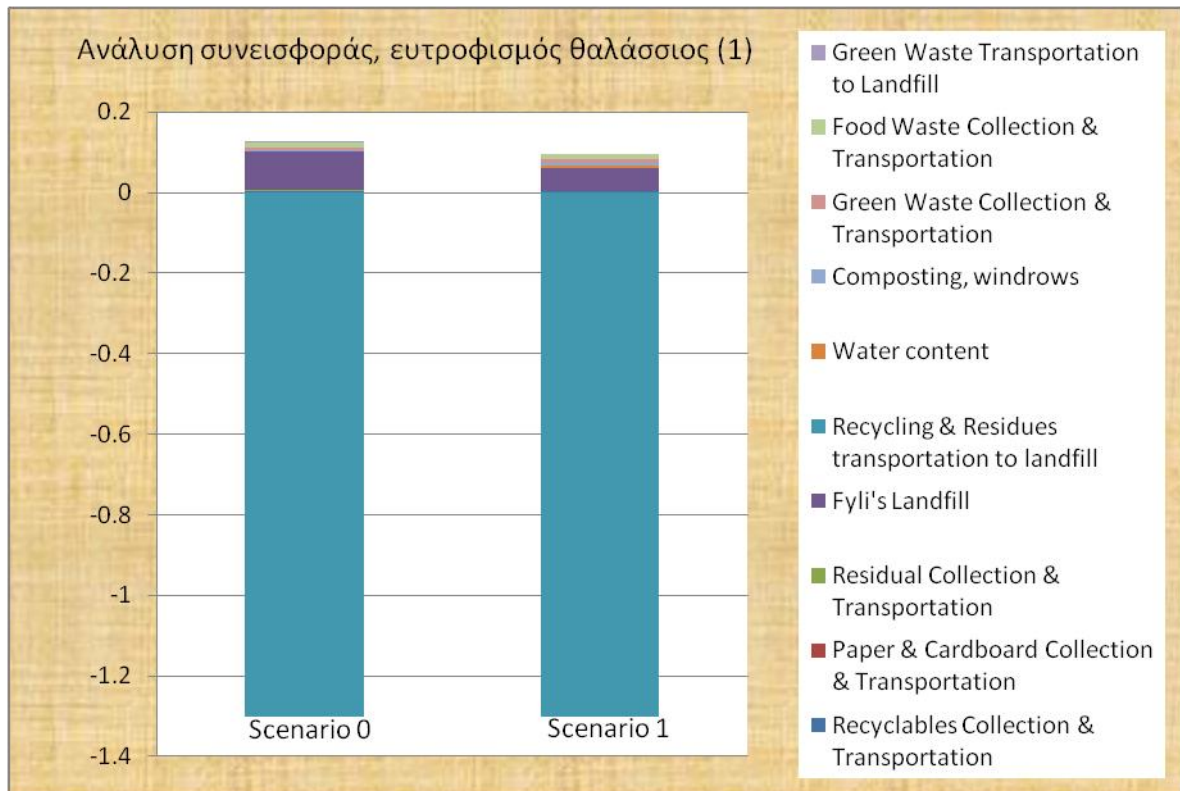 Ανάλυση συνεισφοράς, ευτροφισμός θαλάσσιος (1)
0.2
0
-0.2
-0.4
-0.6
-0.8
-1
-1.2
-1.4
Scenario 0
Scenario 1
Green Waste Transportation
to Landfill
Food Waste Collection &
Transportation
Green Waste Collection &
Transportation
Composting, windrows
Water content
Recycling & Residues
transportation to landfill
Fyli's Landfill
Residual Collection &
Transportation
Paper & Cardboard Collection
& Transportation
Recyclables Collection &
Transportation